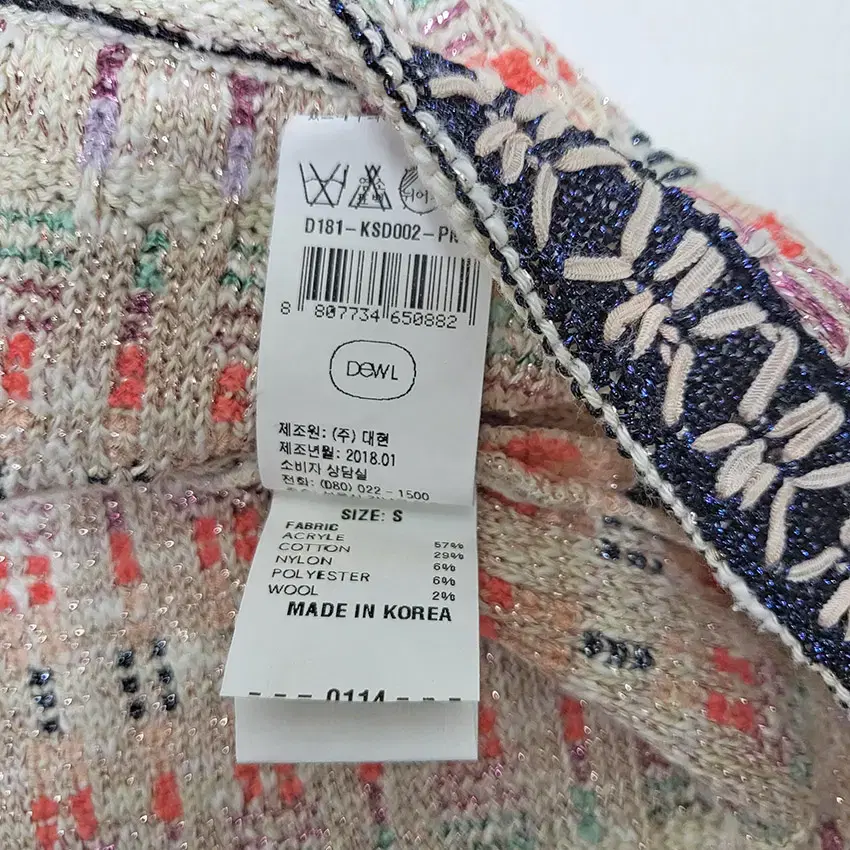 D181-KSD002-
8 807734 650882
DEWL
제조원: (주) 대현
제조년월: 2018.01
소비자 상담실
전화: (080) 022-1500
SIZE: S
FABRIC
ACRYLE 57%
COTTON 29%
NYLON 6%
POLYESTER 6%
WOOL 2%
MADE IN KOREA
0114